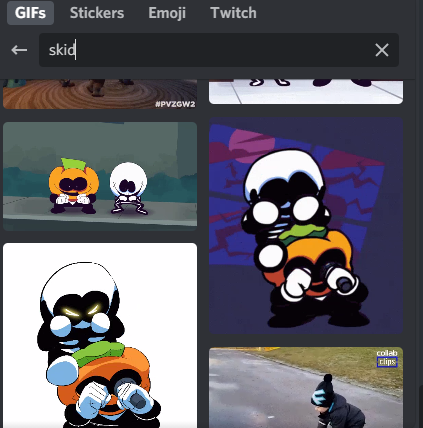 GIFs Stickers Emoji Twitch
skid
#PVZGW2
collab
clips